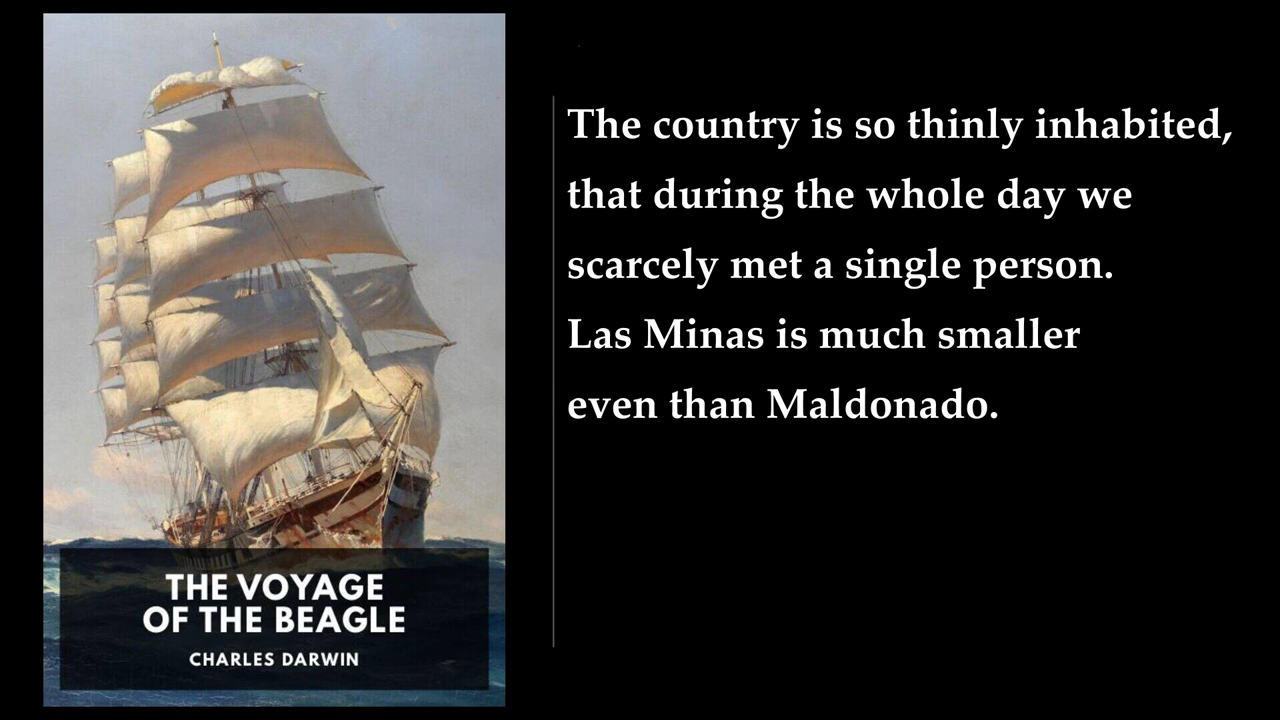 The country is so thinly inhabited,
that during the whole day we
scarcely met a single person.
Las Minas is much smaller
even than Maldonado.
THE VOYAGE
OF THE BEAGLE
CHARLES DARWIN